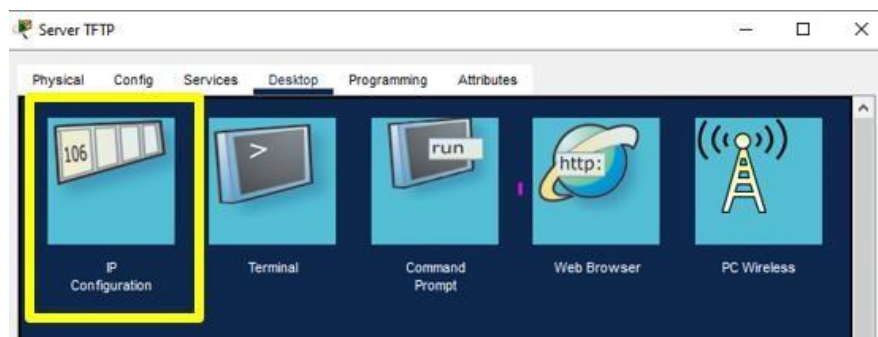 Server TFTP
Physical Config Services Desktop Programming Attributes
106
>
run
http:
IP
Configuration
Terminal
Command
Prompt
Web Browser
PC Wireless